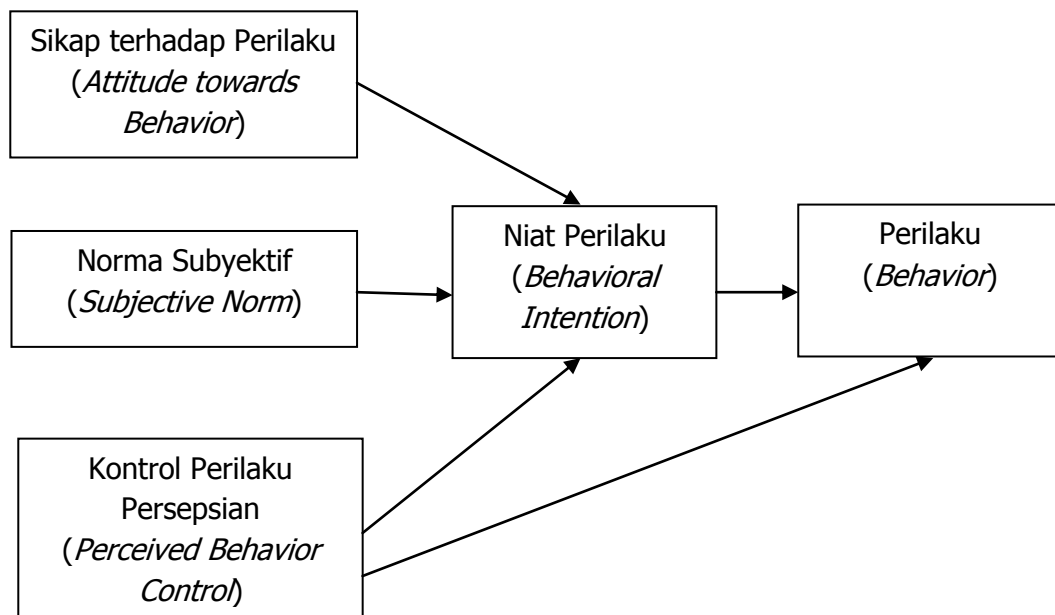 Sikap terhadap Perilaku
(Attitude towards
Behavior)
Norma Subyektif
(Subjective Norm)
Kontrol Perilaku
Persepsian
(Perceived Behavior
Control)
Niat Perilaku
(Behavioral
Intention)
Perilaku
(Behavior)